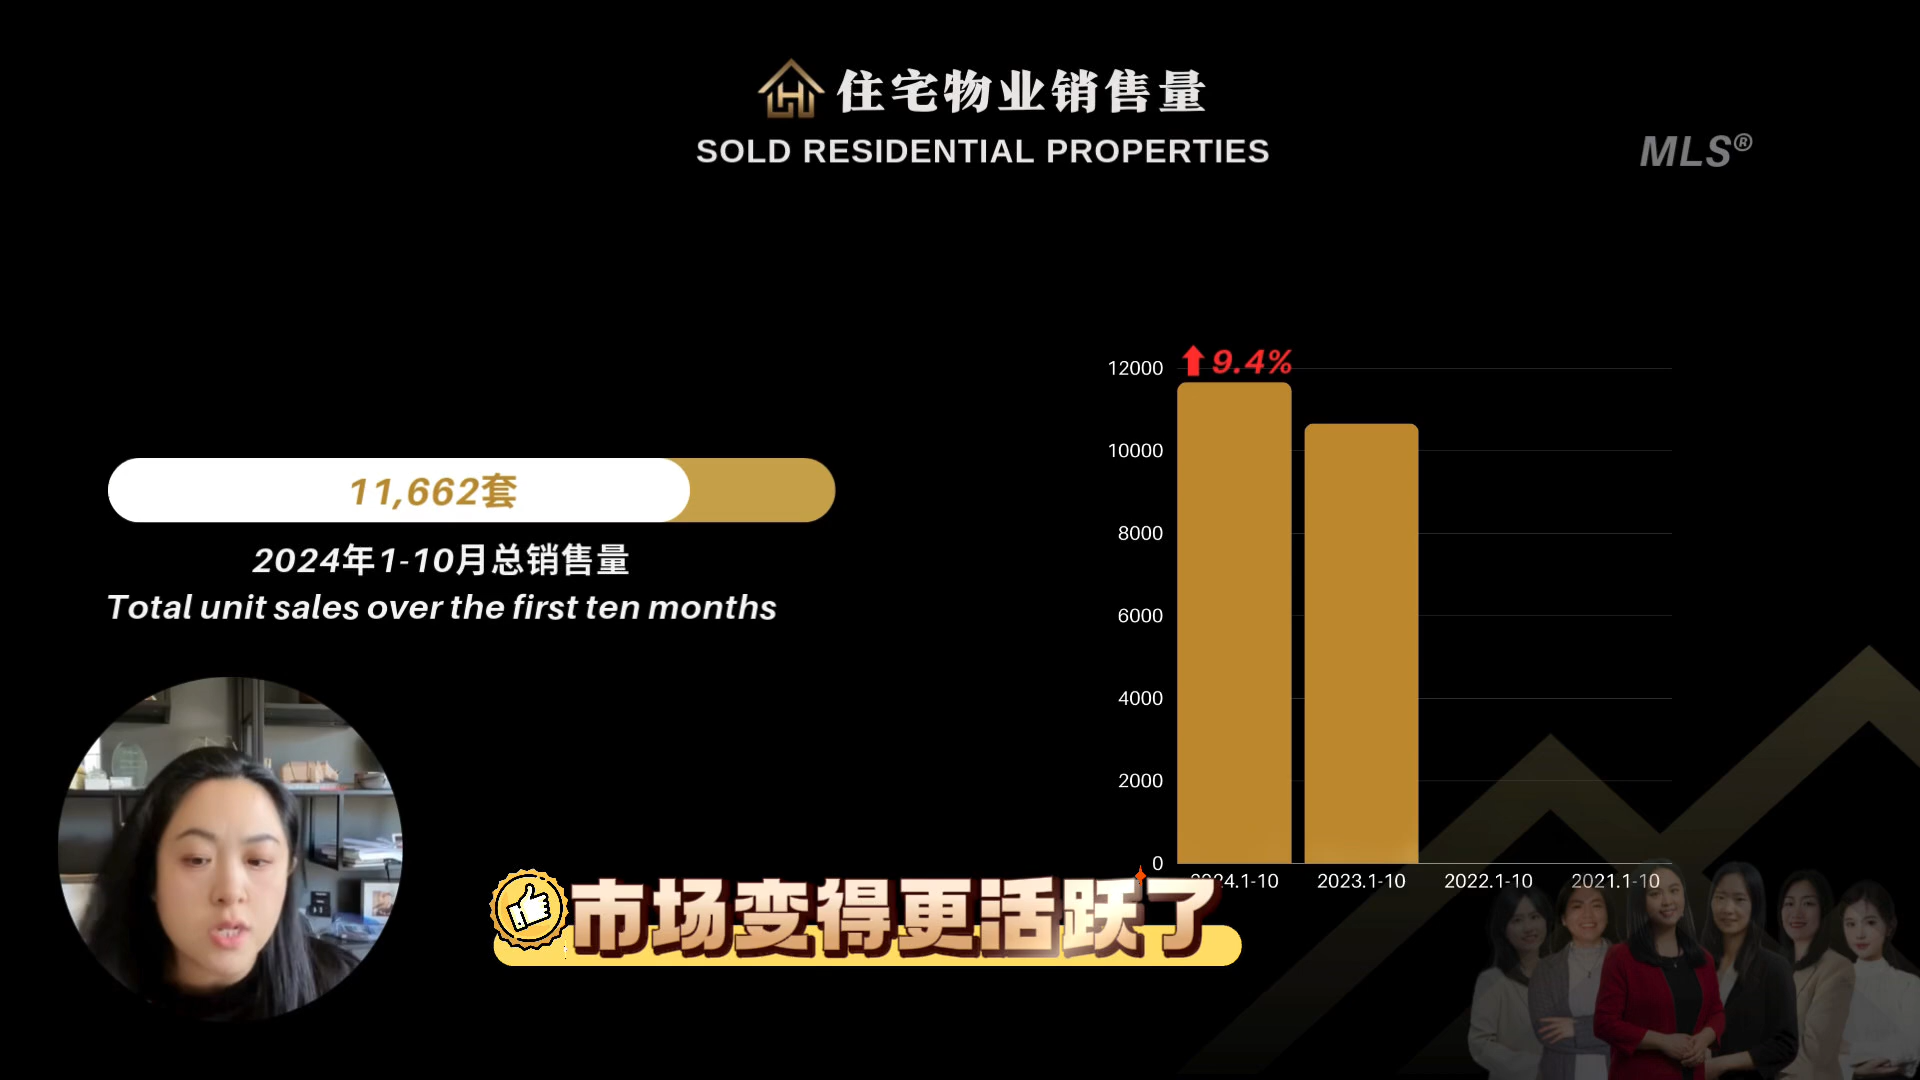 住宅物业销售量
SOLD RESIDENTIAL PROPERTIES
MLS®
11,662套
2024年1-10月总销售量
Total unit sales over the first ten months
9.4%
12000
10000
8000
6000
4000
2000
0
2024.1-10 2023.1-10 2022.1-10 2021.1-10
市场变得更活跃了